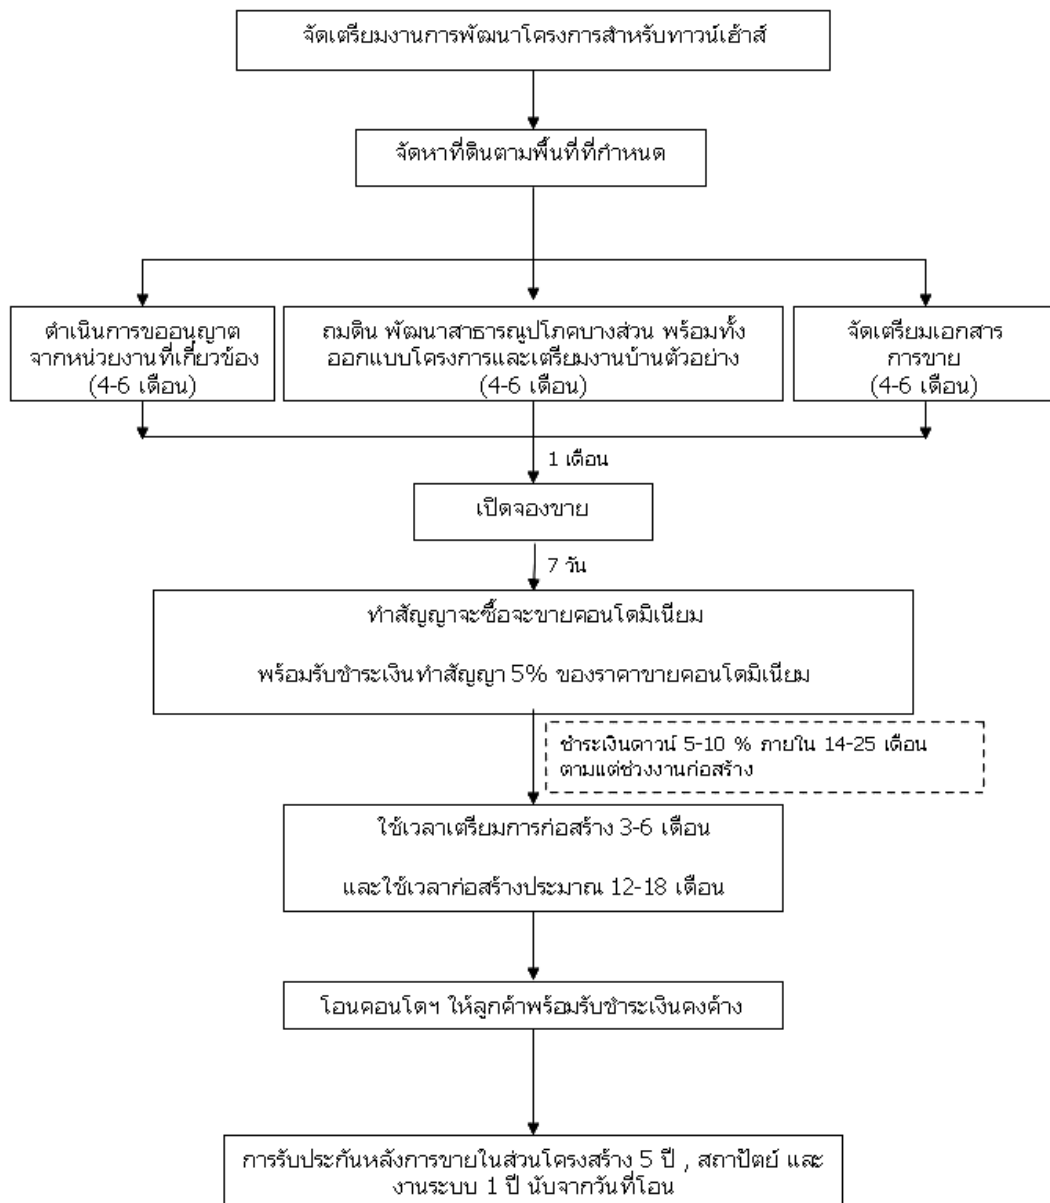 จัดเตรียมงานการพัฒนาโครงการสำหรับทาวน์เฮ้าส์
จัดหาที่ดินตามพื้นที่ที่กำหนด
ดำเนินการขออนุญาต
จากหน่วยงานที่เกี่ยวข้อง
(4-6 เดือน)
ถมดิน พัฒนาสาธารณูปโภคบางส่วน พร้อมทั้ง
ออกแบบโครงการและเตรียมงานบ้านตัวอย่าง
(4-6 เดือน)
จัดเตรียมเอกสาร
การขาย
(4-6 เดือน)
1 เดือน
เปิดจองขาย
7 วัน
ทำสัญญาจะซื้อจะขายคอนโดมิเนียม
พร้อมรับชำระเงินทำสัญญา 5% ของราคาขายคอนโดมิเนียม
ชำระเงินดาวน์ 5-10 % ภายใน 14-25 เดือน
ตามแต่ช่วงงานก่อสร้าง
ใช้เวลาเตรียมการก่อสร้าง 3-6 เดือน
และใช้เวลาก่อสร้างประมาณ 12-18 เดือน
โอนคอนโดฯ ให้ลูกค้าพร้อมรับชำระเงินคงค้าง
การรับประกันหลังการขายในส่วนโครงสร้าง 5 ปี , สถาปัตย์ และ
งานระบบ 1 ปี นับจากวันที่โอน